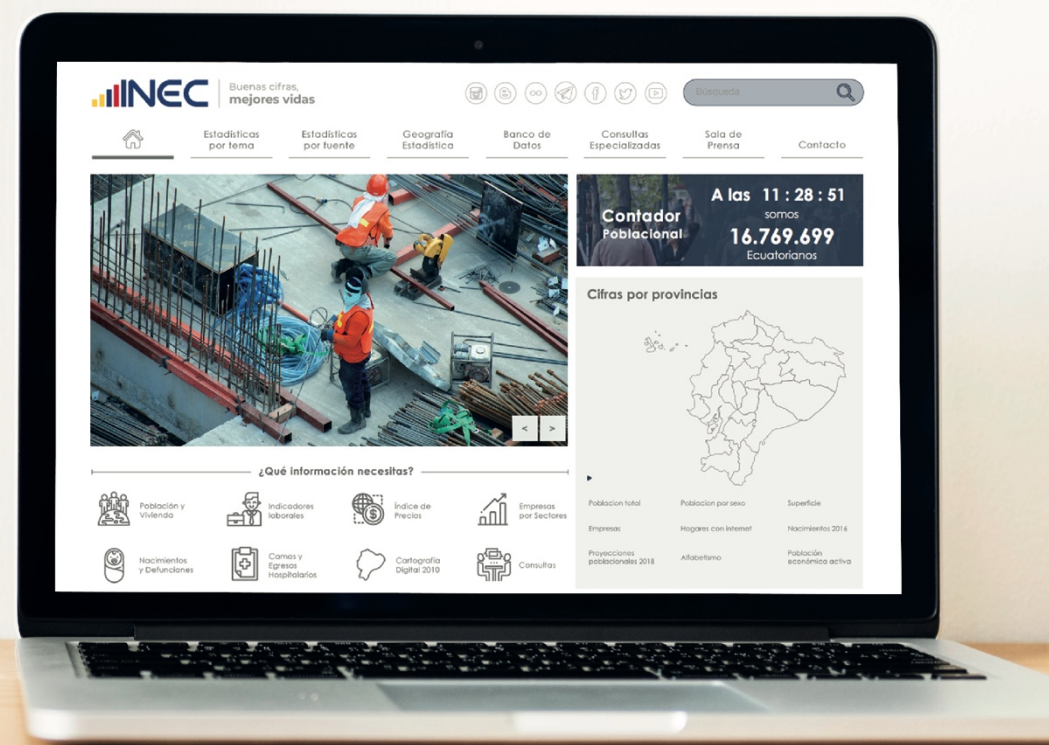 INEC
Buenas cifras,
mejores vidas
Búsqueda
Estadísticas
por tema
Estadísticas
por fuente
Geografía
Estadística
Banco de
Datos
Consultas
Especializadas
Sala de
Prensa
Contacto
Contador
Poblacional
A las 11 : 28 : 51
somos
16.769.699
Ecuatorianos
Cifras por provincias
< >
¿Qué información necesitas?
Población y
Vivienda
Indicadores
laborales
Índice de
Precios
Empresas
por Sectores
Nacimientos
y Defunciones
Camas y
Egresos
Hospitalarios
Cartografía
Digital 2010
Consultas
Poblacion total
Poblacion por sexo
Superficie
Empresas
Hogares con internet
Nacimientos 2016
Proyecciones
poblacionales 2018
Alfabetismo
Población
económica activa